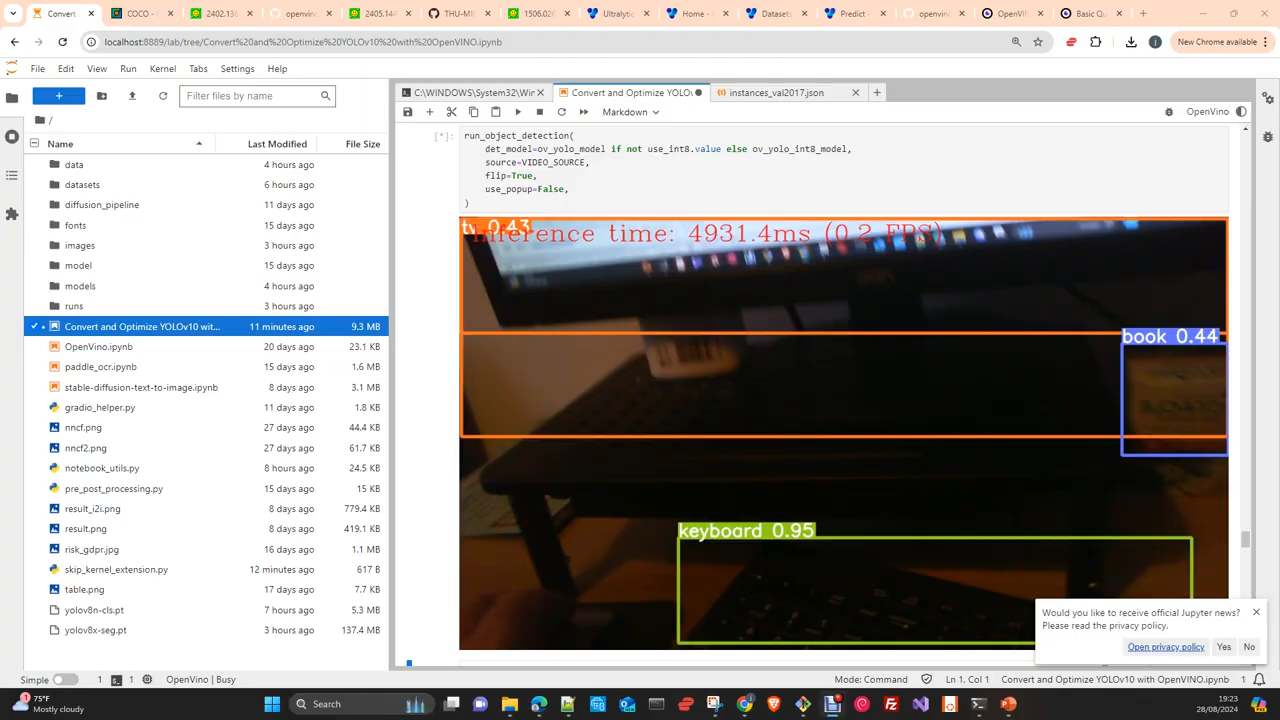 COCO - 
2402.13
openvin
2405.14
THU-MI
1506.02
Ultralytic
Home - 
Datasets
Predict - 
openvin
OpenVIN
Basic Qu
localhost:8889/lab/tree/Convert%20and%20Optimize%20YOLOv10%20with%20OpenVINO.ipynb
New Chrome available
File Edit View Run Kernel Tabs Settings Help
Filter files by name
/
Name Last Modified File Size
data 4 hours ago
datasets 6 hours ago
diffusion_pipeline 11 days ago
fonts 15 days ago
images 3 hours ago
model 15 days ago
models 4 hours ago
runs 3 hours ago
Convert and Optimize YOLOv10 wit... 11 minutes ago 9.3 MB
OpenVino.ipynb 20 days ago 23.1 KB
paddle_ocr.ipynb 15 days ago 1.6 MB
stable-diffusion-text-to-image.ipynb 8 days ago 3.1 MB
gradio_helper.py 11 days ago 1.8 KB
nncf.png 27 days ago 44.4 KB
nncf2.png 27 days ago 61.7 KB
notebook_utils.py 8 hours ago 24.5 KB
pre_post_processing.py 15 days ago 15 KB
result_i2i.png 8 days ago 779.4 KB
result.png 8 days ago 419.1 KB
risk_gdpr.jpg 16 days ago 1.1 MB
skip_kernel_extension.py 12 minutes ago 617 B
table.png 17 days ago 7.7 KB
yolov8n-cls.pt 7 hours ago 5.3 MB
yolov8x-seg.pt 3 hours ago 137.4 MB
C:\WINDOWS\System32\Wir
Convert and Optimize YOLOv
instances_val2017.json
Markdown
OpenVino
[*]:
run_object_detection(
det_model=ov_yolo_model if not use_int8.value else ov_yolo_int8_model,
source=VIDEO_SOURCE,
flip=True,
use_popup=False,
)
tv 0.43
Inference time: 4931.4ms (0.2 FPS)
book 0.44
keyboard 0.95
Would you like to receive official Jupyter news?
Please read the privacy policy.
Open privacy policy Yes No
Simple 1 1 OpenVino | Busy
Mode: Command Ln 1, Col 1 Convert and Optimize YOLOv10 with OpenVINO.ipynb 1
75°F
Mostly cloudy
Search
19:23
28/08/2024